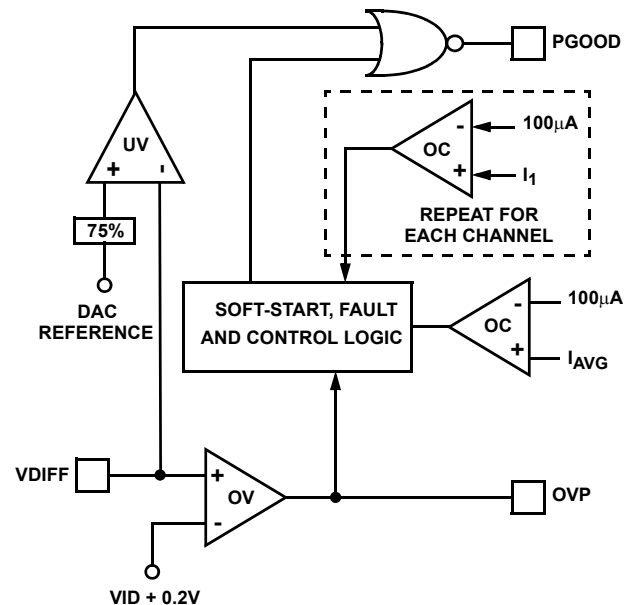 PGOOD
UV
+ -
75%
DAC
REFERENCE
- 100μA
OC
+ I1
REPEAT FOR
EACH CHANNEL
SOFT-START, FAULT
AND CONTROL LOGIC
- 100μA
OC
+ IAVG
VDIFF
+
OV
-
OVP
VID + 0.2V